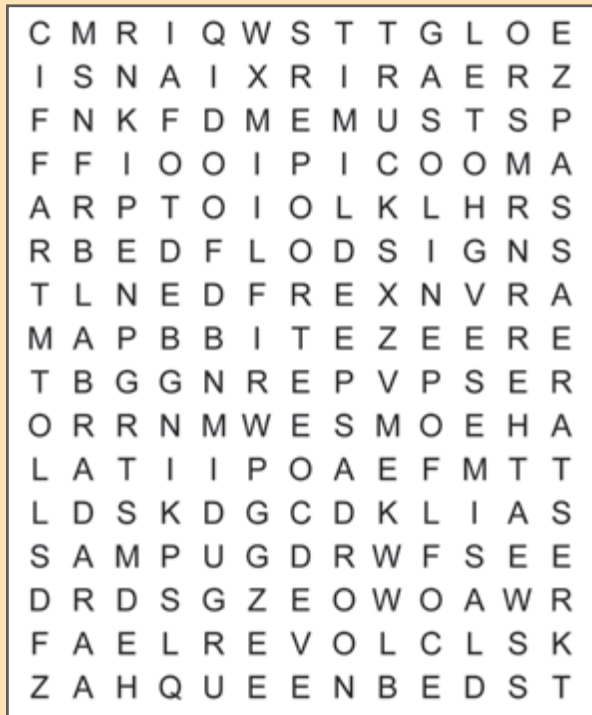 C M R I Q W S T T G L O E
I S N A I X R I R A E R Z
F N K F D M E M U S T S P
F F I O O I P I C O O M A
A R P T O I O L K L H R S
R B E D F L O D S I G N S
T L N E D F R E X N V R A
M A P B B I T E Z E E R E
T B G G N R E P V P S E R
O R R N M W E S M O E H A
L A T I I P O A E F M T T
L D S K D G C D K L I A S
S A M P U G D R W F S E E
D R D S G Z E O W O A W R
F A E L R E V O L C L S K
Z A H Q U E E N B E D S T